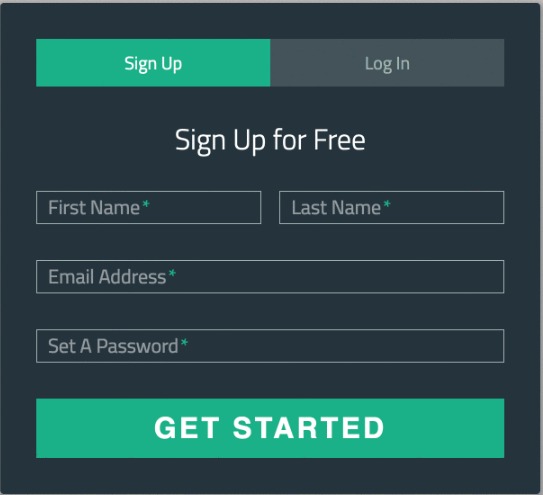 Sign Up Log In
Sign Up for Free
First Name* Last Name*
Email Address*
Set A Password*
GET STARTED